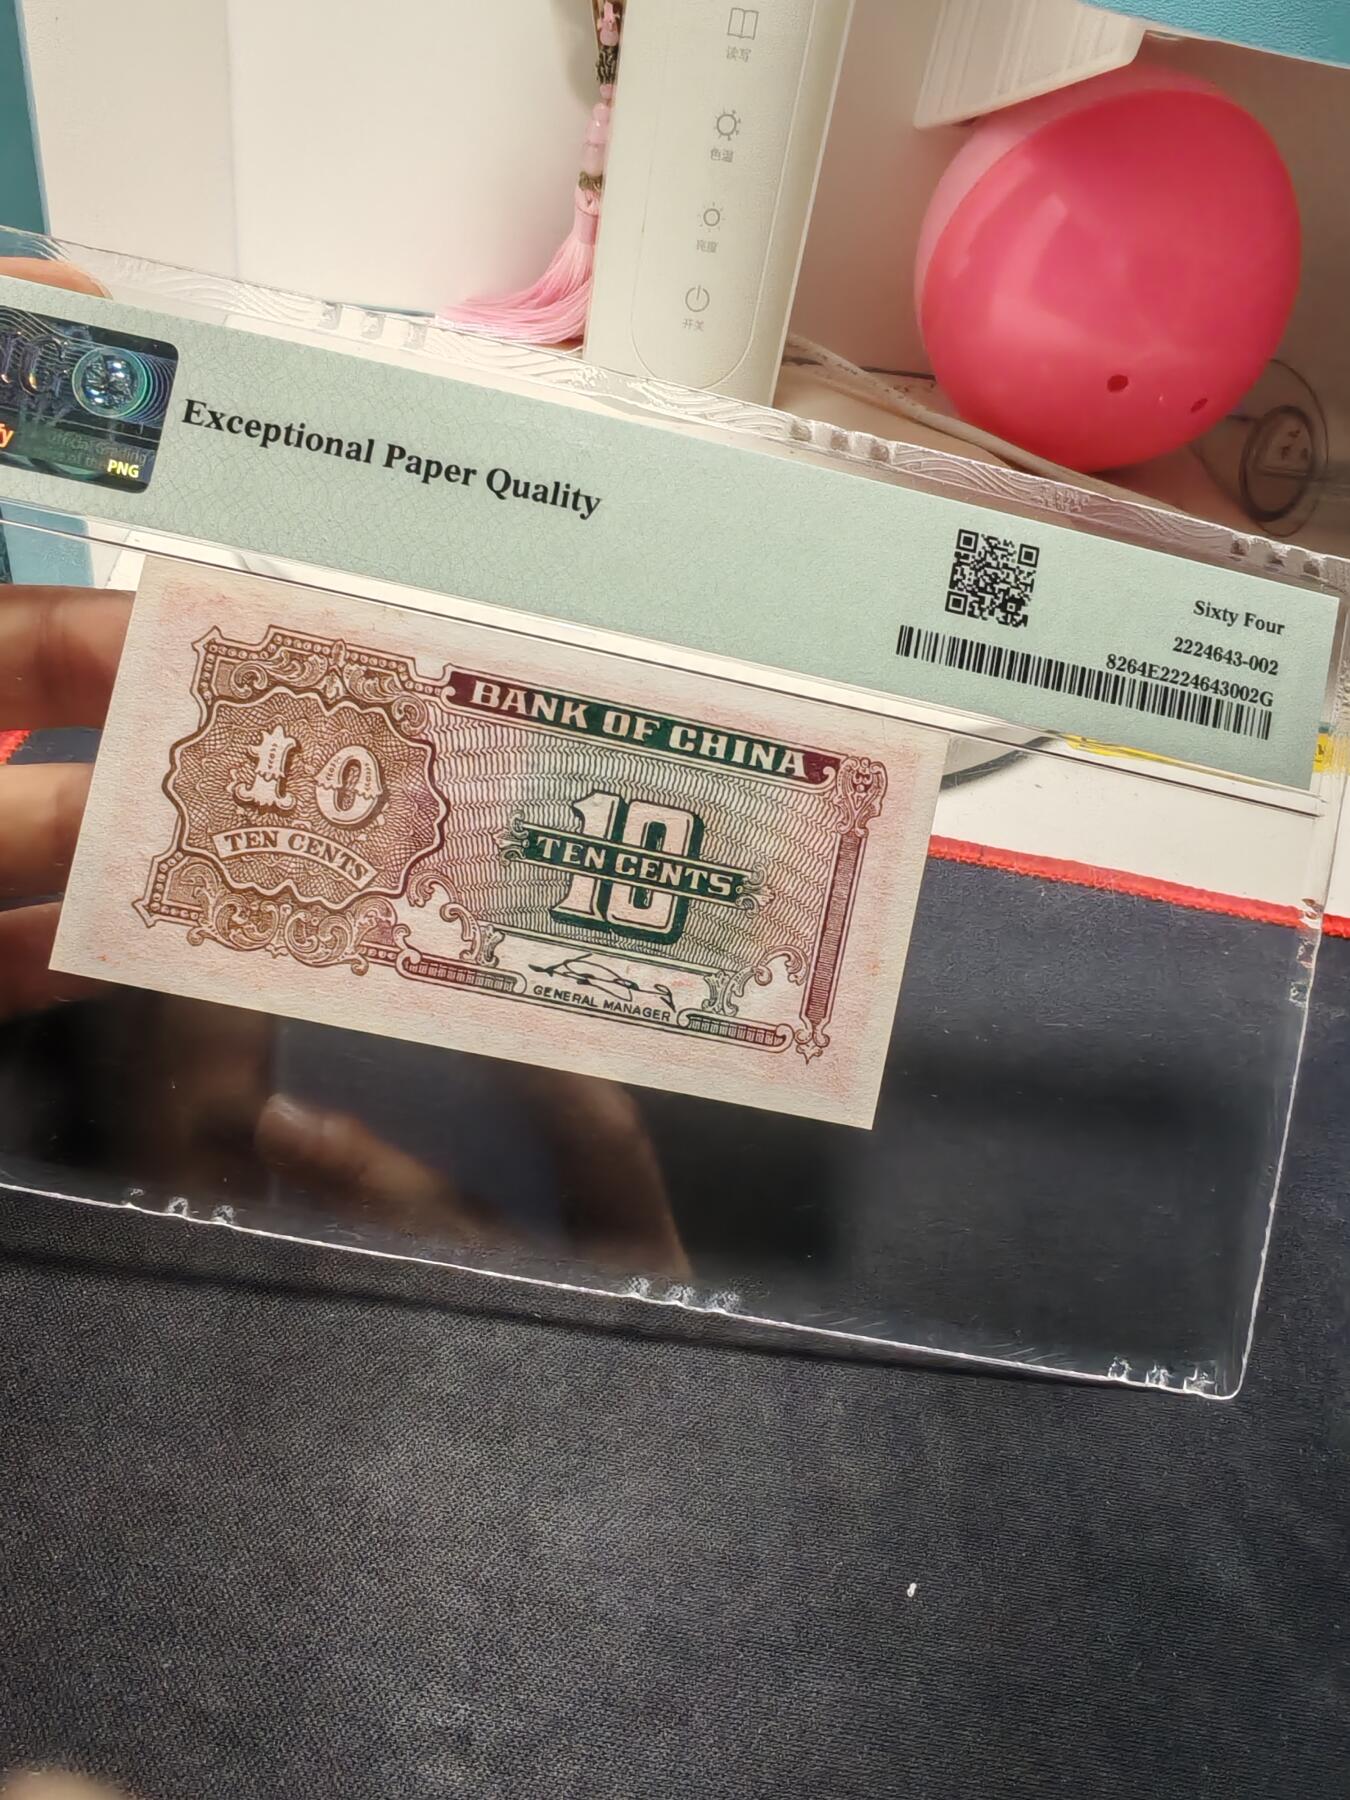 读写
色温
亮度
开关
PNG
Exceptional Paper Quality
Sixty Four
2224643-002
8264E2224643002G
BANK OF CHINA
10
TEN CENTS
10
TEN CENTS
GENERAL MANAGER